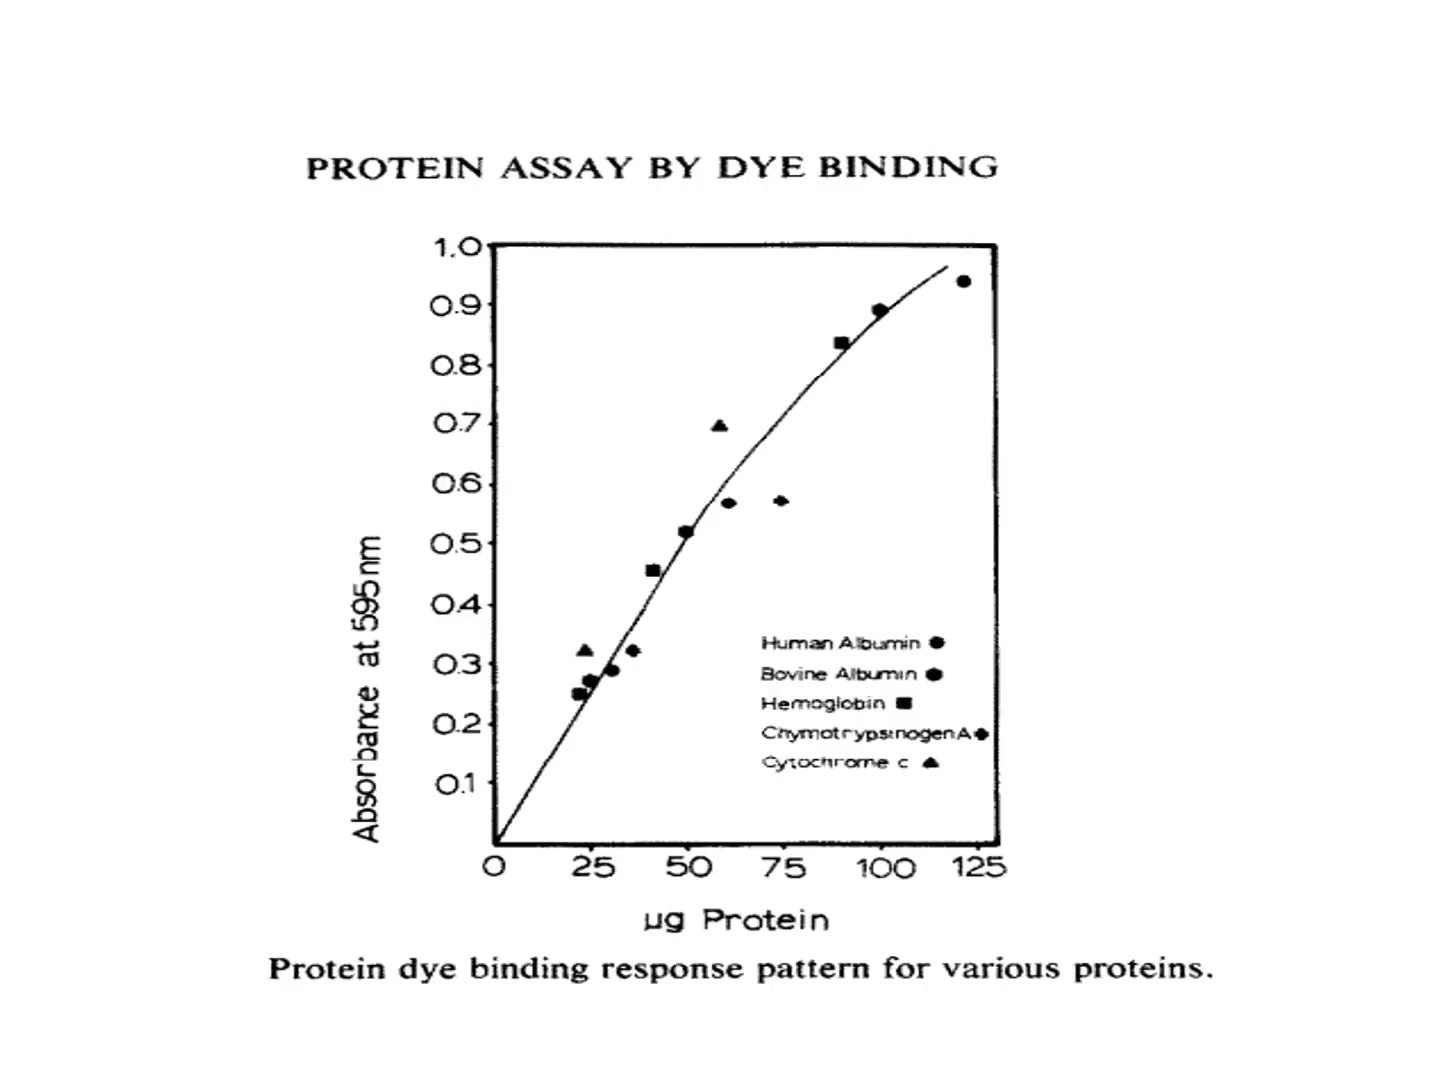 PROTEIN ASSAY BY DYE BINDING
1.0
0.9
0.8
0.7
0.6
0.5
0.4
0.3
0.2
0.1
Absorbance at 595nm
Human Albumin
Bovine Albumin
Hemoglobin
Chymotrypsinogen A
Cytochrome c
0 25 50 75 100 125
µg Protein
Protein dye binding response pattern for various proteins.